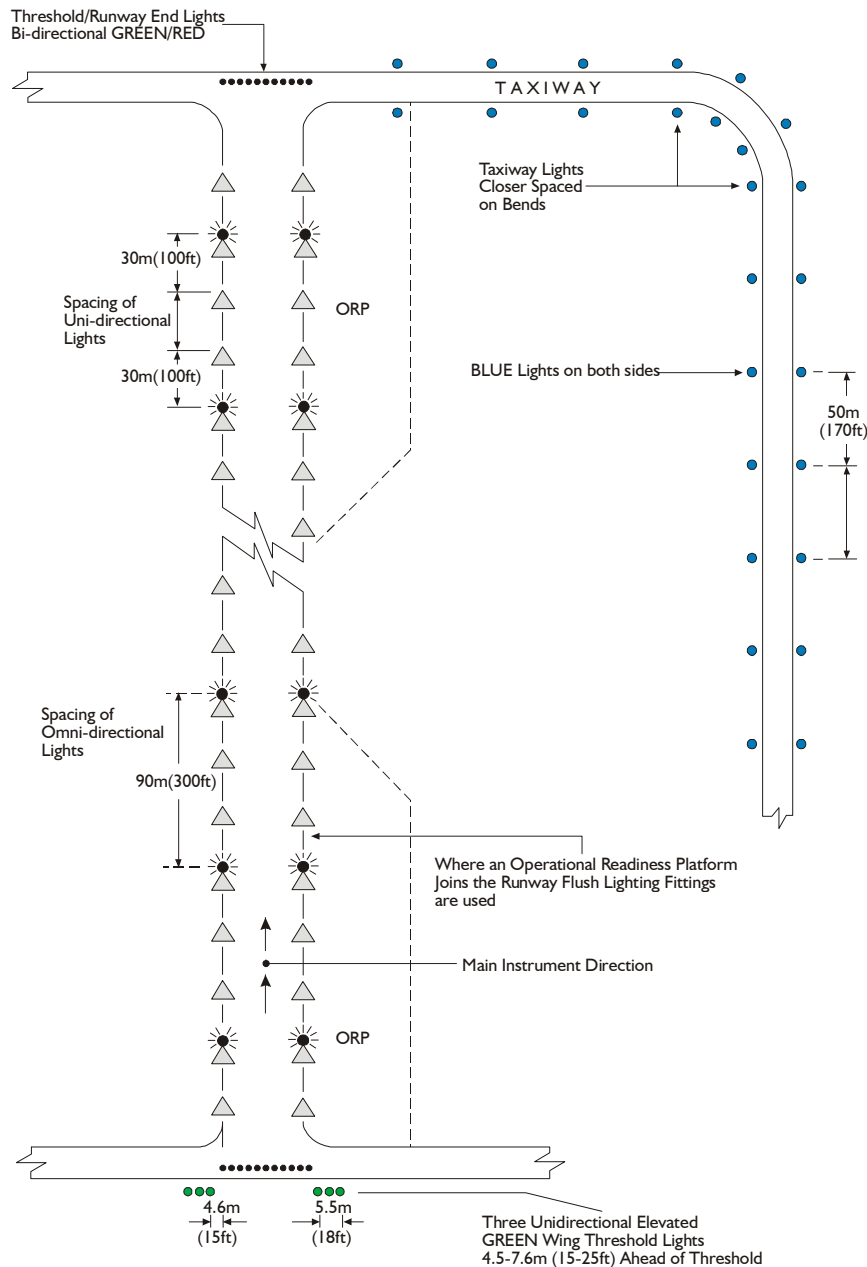 Threshold/Runway End Lights
Bi-directional GREEN/RED
TAXIWAY
Taxiway Lights
Closer Spaced
on Bends
30m(100ft)
Spacing of
Uni-directional
Lights
ORP
30m(100ft)
BLUE Lights on both sides
50m
(170ft)
Spacing of
Omni-directional
Lights
90m(300ft)
Where an Operational Readiness Platform
Joins the Runway Flush Lighting Fittings
are used
Main Instrument Direction
ORP
4.6m
(15ft)
5.5m
(18ft)
Three Unidirectional Elevated
GREEN Wing Threshold Lights
4.5-7.6m (15-25ft) Ahead of Threshold